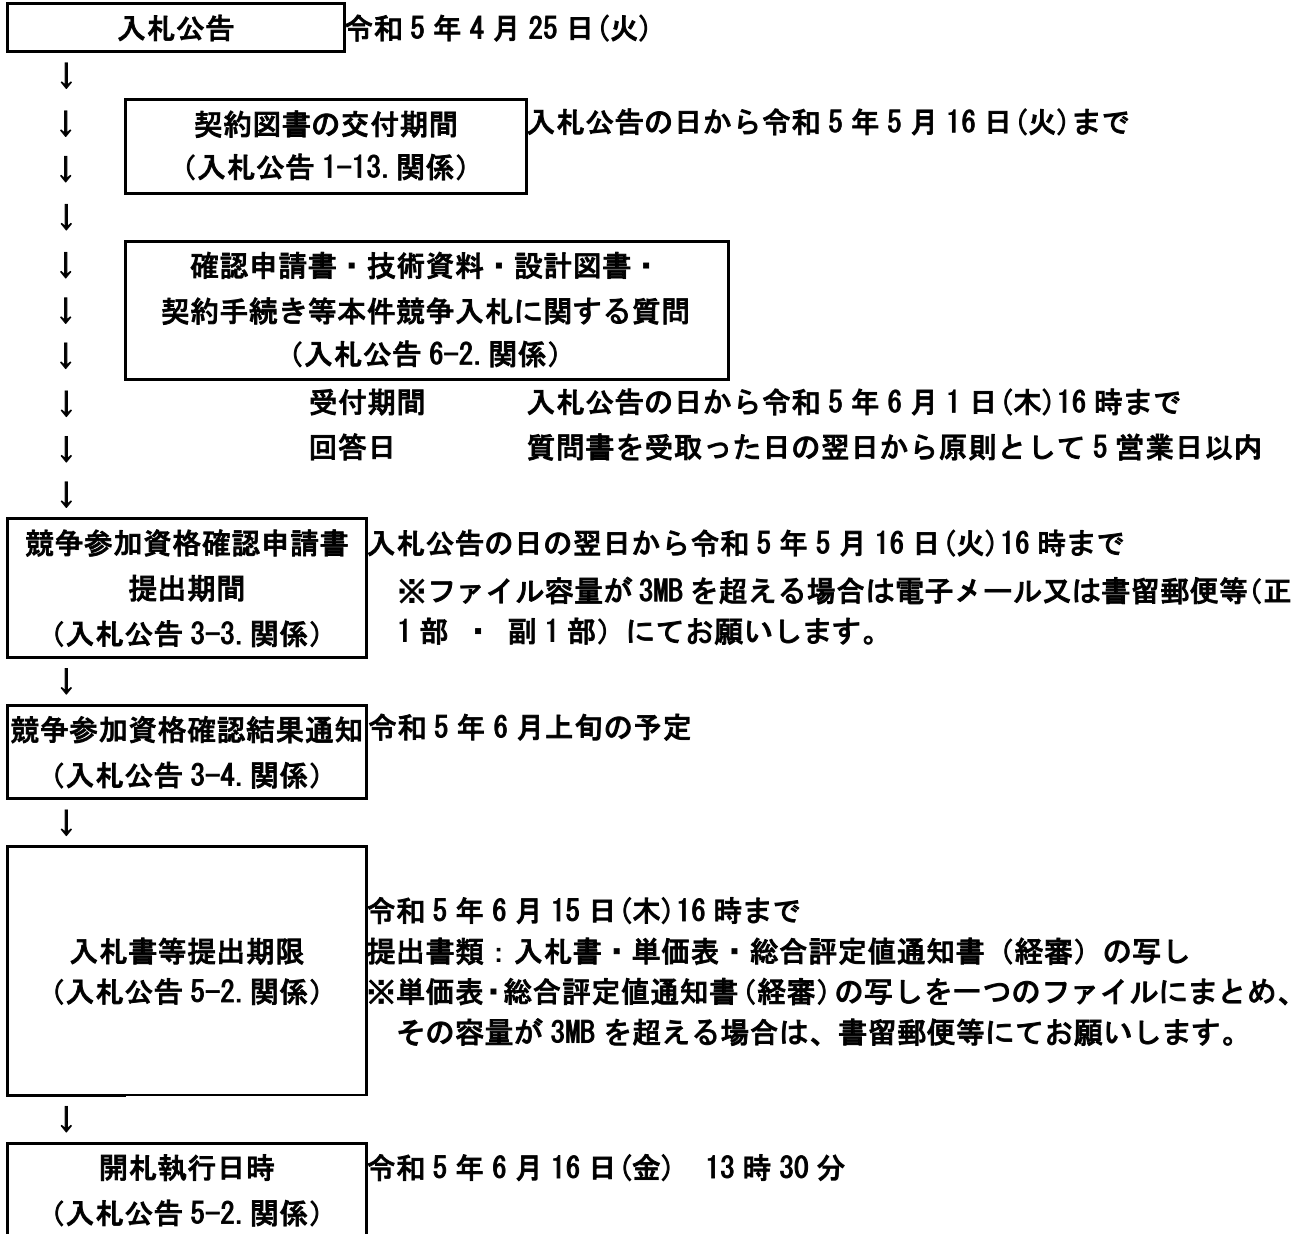 入札公告 令和5年4月25日(火)
↓
↓ 契約図書の交付期間 入札公告の日から令和5年5月16日(火)まで
↓ (入札公告1-13.関係)
↓
↓ 確認申請書・技術資料・設計図書・
↓ 契約手続き等本件競争入札に関する質問
↓ (入札公告6-2.関係)
↓ 受付期間 入札公告の日から令和5年6月1日(木)16時まで
↓ 回答日 質問書を受取った日の翌日から原則として5営業日以内
↓
競争参加資格確認申請書 入札公告の日の翌日から令和5年5月16日(火)16時まで
提出期間 ※ファイル容量が3MBを超える場合は電子メール又は書留郵便等(正
(入札公告3-3.関係) 1部 ・ 副1部) にてお願いします。
↓
競争参加資格確認結果通知 令和5年6月上旬の予定
(入札公告3-4.関係)
↓
令和5年6月15日(木)16時まで
入札書等提出期限 提出書類:入札書・単価表・総合評定値通知書(経審)の写し
(入札公告5-2.関係) ※単価表・総合評定値通知書(経審)の写しを一つのファイルにまとめ、
その容量が3MBを超える場合は、書留郵便等にてお願いします。
↓
開札執行日時 令和5年6月16日(金) 13時30分
(入札公告5-2.関係)